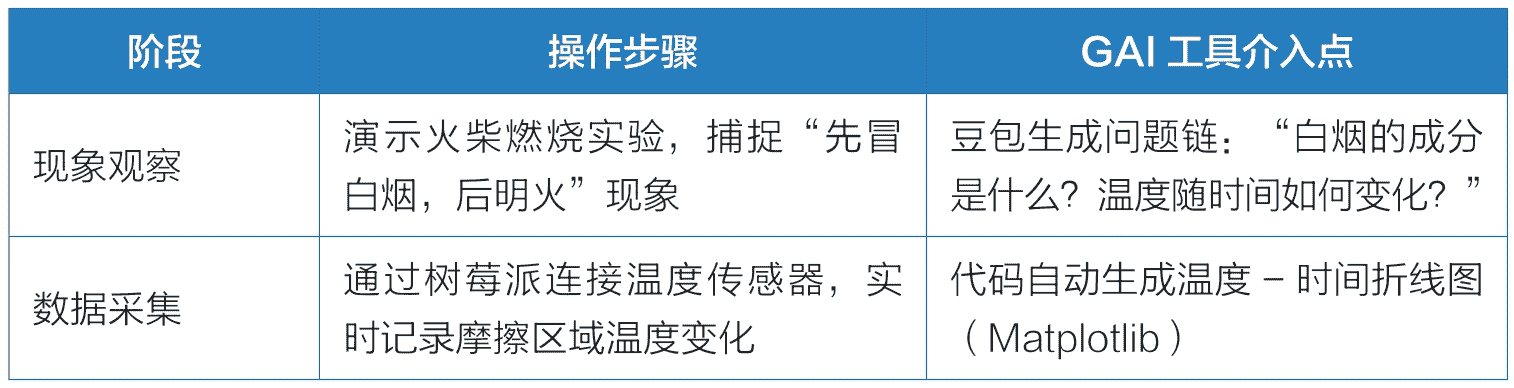 阶段
操作步骤
GAI 工具介入点
现象观察
演示火柴燃烧实验，捕捉“先冒
白烟，后明火”现象
豆包生成问题链：“白烟的成分
是什么？温度随时间如何变化？”
数据采集
通过树莓派连接温度传感器，实
时记录摩擦区域温度变化
代码自动生成温度 – 时间折线图
（Matplotlib）